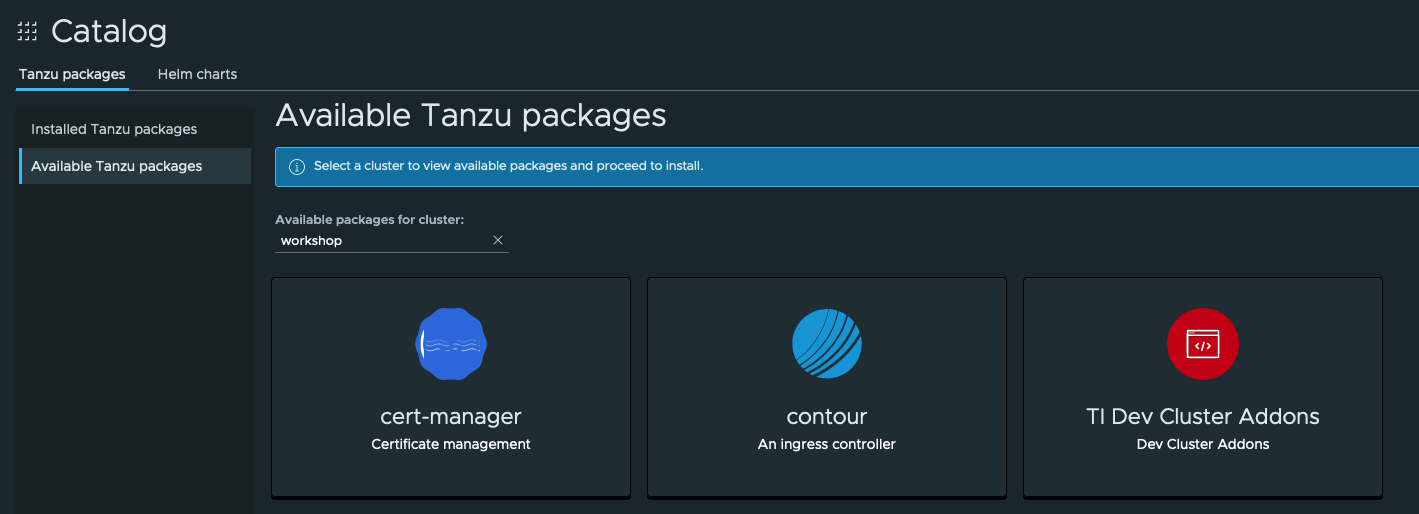 Catalog
Tanzu packages
Helm charts
Installed Tanzu packages
Available Tanzu packages
Available Tanzu packages
Select a cluster to view available packages and proceed to install.
Available packages for cluster:
workshop
cert-manager
Certificate management
contour
An ingress controller
</>
TI Dev Cluster Addons
Dev Cluster Addons